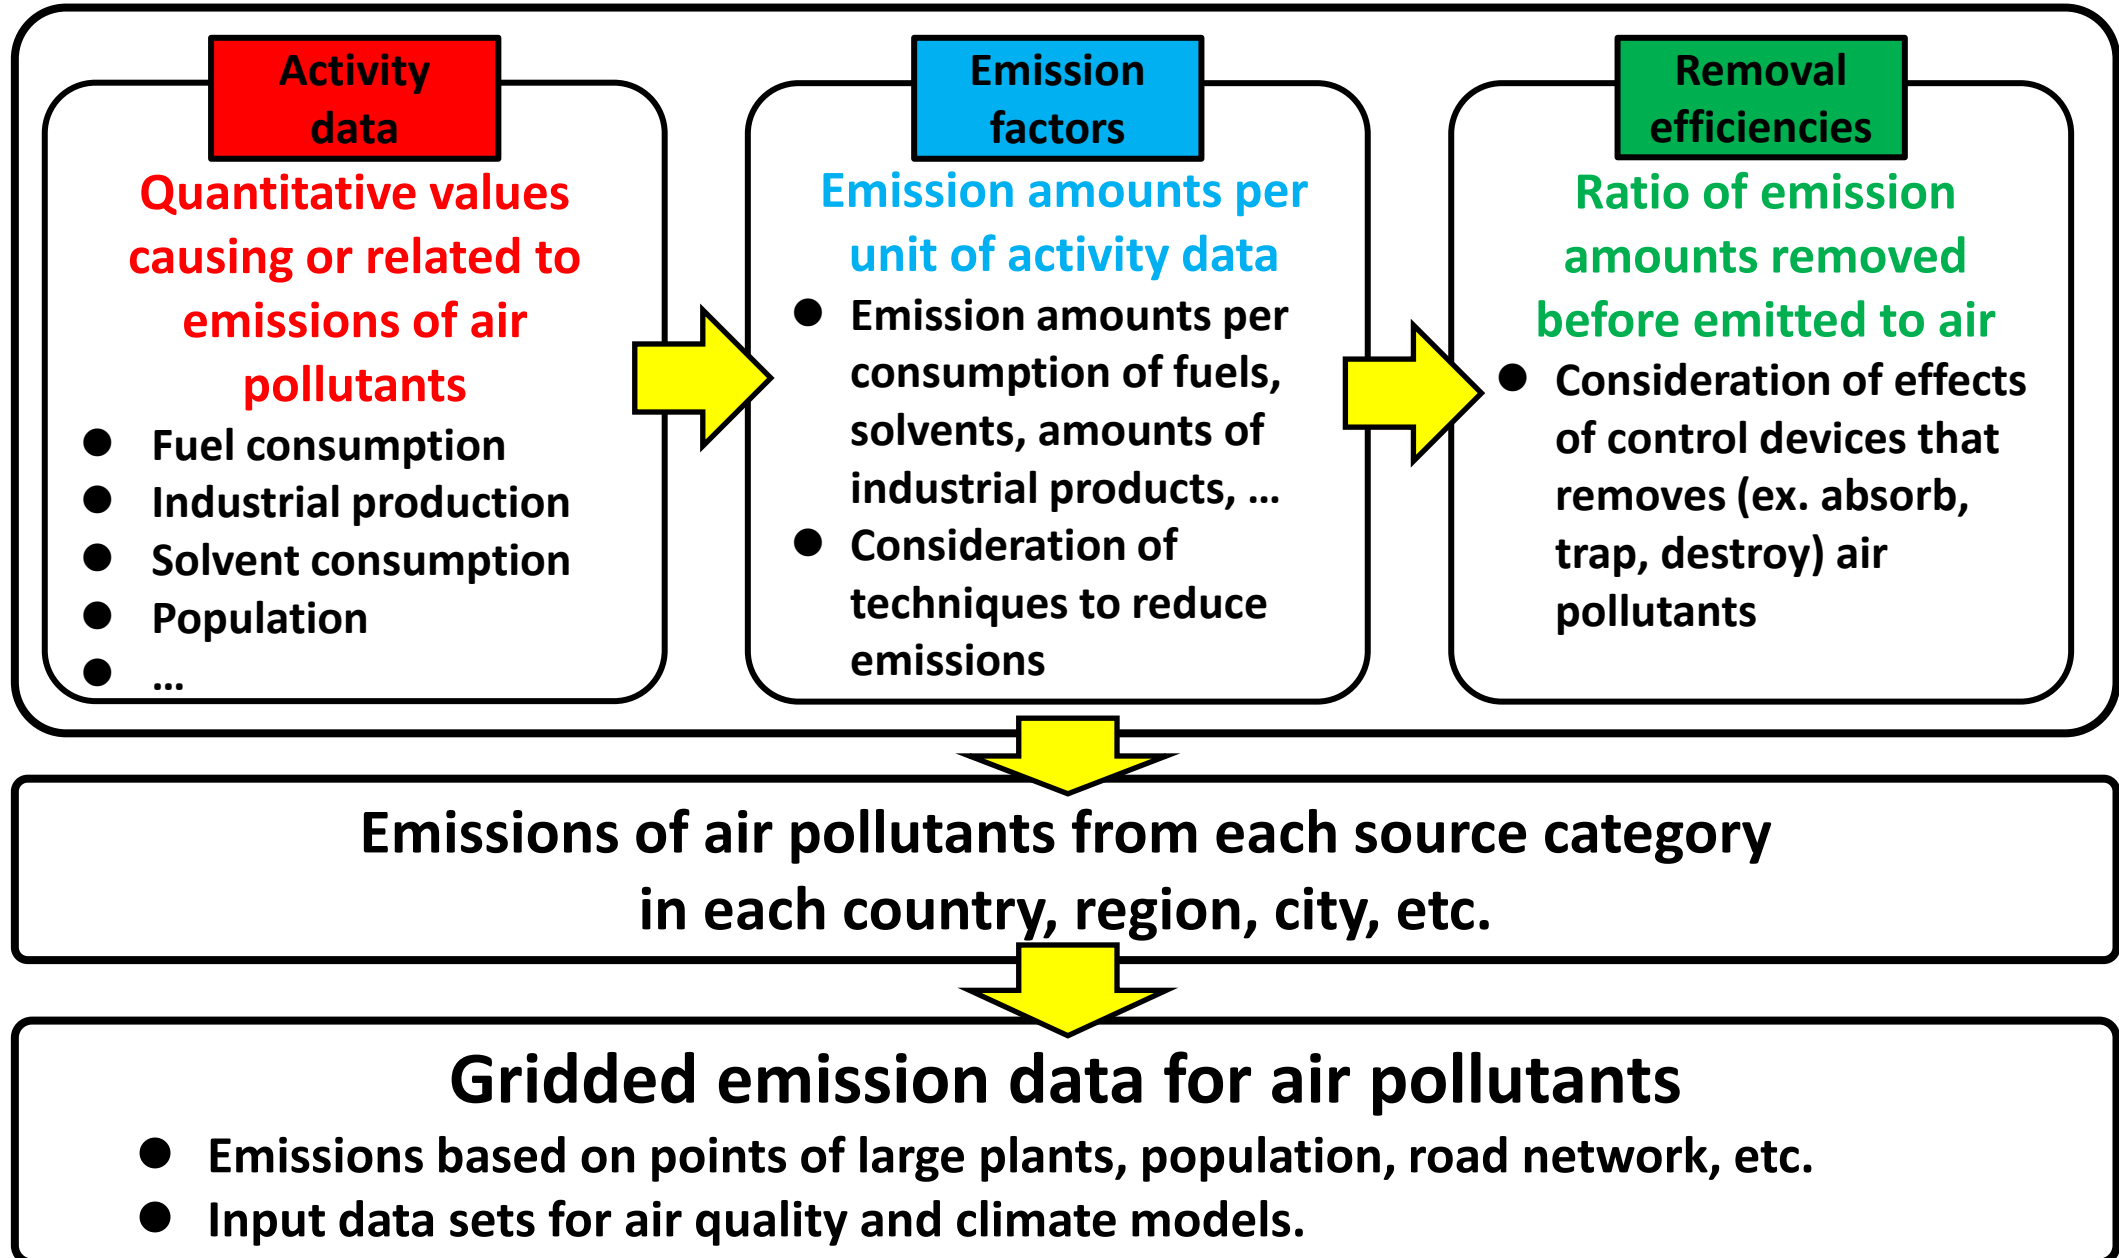 Activity
data
Quantitative values
causing or related to
emissions of air
pollutants
● Fuel consumption
● Industrial production
● Solvent consumption
● Population
● ...
Emission
factors
Emission amounts per
unit of activity data
● Emission amounts per
consumption of fuels,
solvents, amounts of
industrial products, ...
● Consideration of
techniques to reduce
emissions
Removal
efficiencies
Ratio of emission
amounts removed
before emitted to air
● Consideration of effects
of control devices that
removes (ex. absorb,
trap, destroy) air
pollutants
Emissions of air pollutants from each source category
in each country, region, city, etc.
Gridded emission data for air pollutants
● Emissions based on points of large plants, population, road network, etc.
● Input data sets for air quality and climate models.